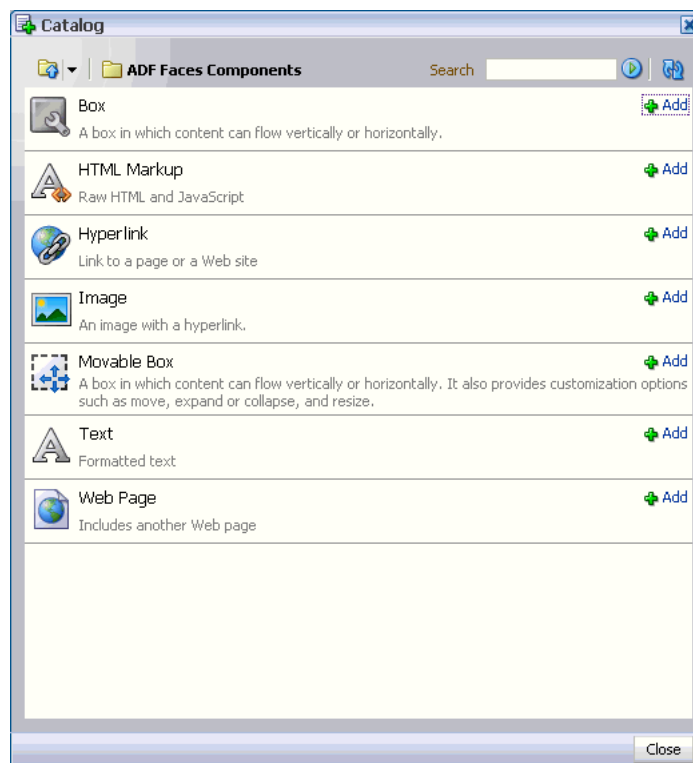 Catalog
ADF Faces Components Search
Box Add
A box in which content can flow vertically or horizontally.
HTML Markup Add
Raw HTML and JavaScript
Hyperlink Add
Link to a page or a Web site
Image Add
An image with a hyperlink.
Movable Box Add
A box in which content can flow vertically or horizontally. It also provides customization options
such as move, expand or collapse, and resize.
Text Add
Formatted text
Web Page Add
Includes another Web page
Close